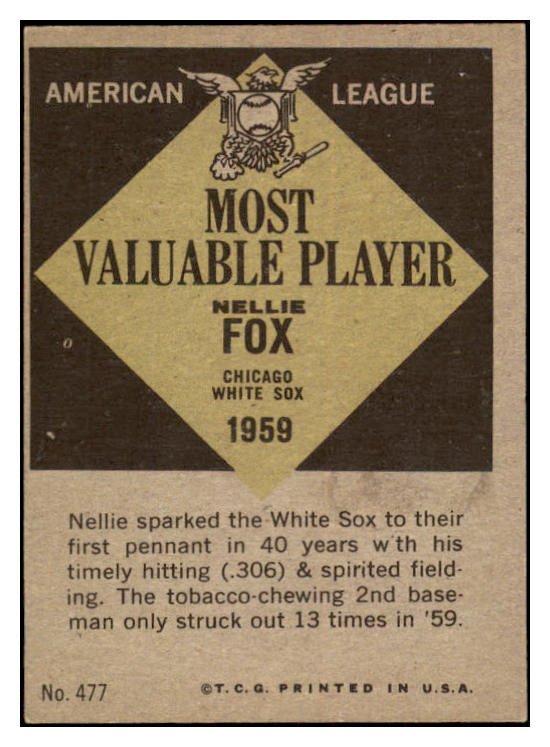 AMERICAN LEAGUE
MOST
VALUABLE PLAYER
NELLIE
FOX
CHICAGO
WHITE SOX
1959
Nellie sparked the White Sox to their
first pennant in 40 years w th his
timely hitting (.306) & spirited field-
ing. The tobacco-chewing 2nd base-
man only struck out 13 times in '59.
No. 477 ©T.C.G. PRINTED IN U.S.A.